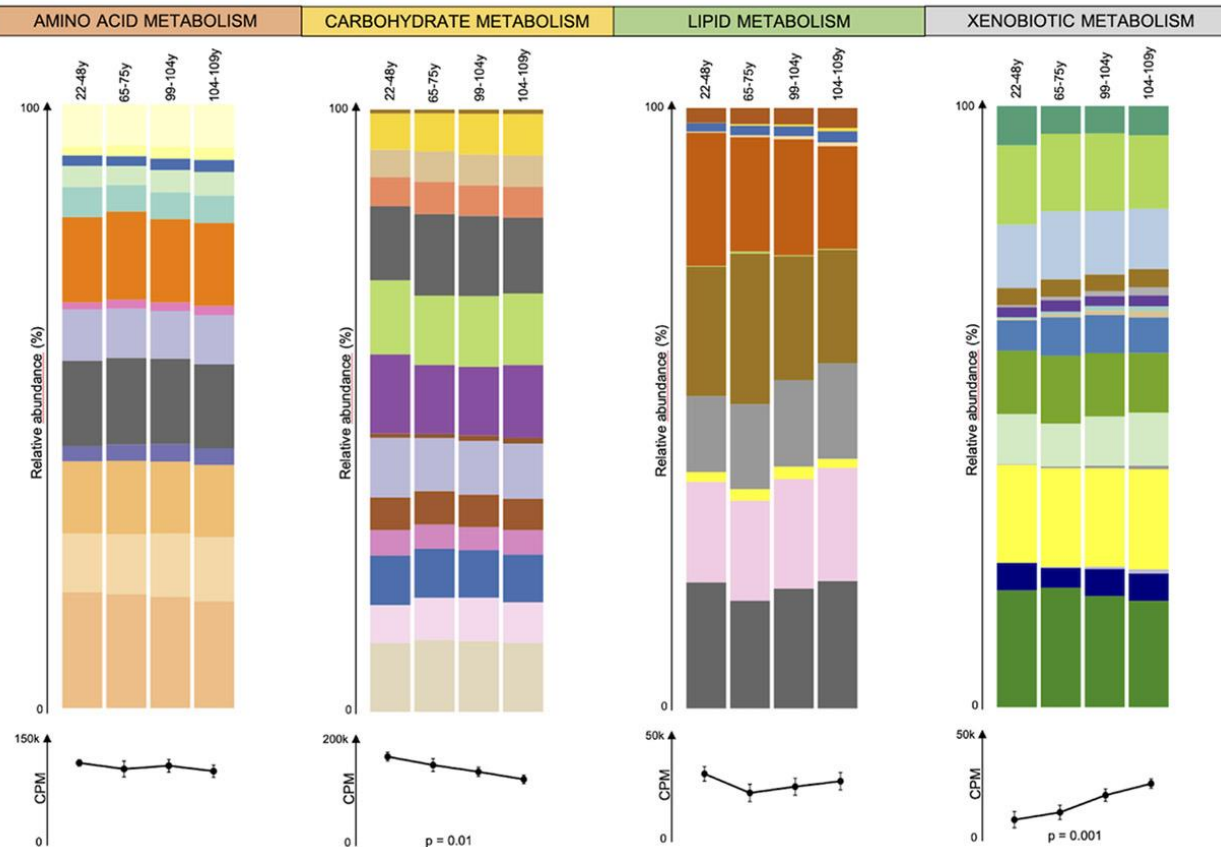 AMINO ACID METABOLISM
CARBOHYDRATE METABOLISM
LIPID METABOLISM
XENOBIOTIC METABOLISM
22-48y
65-75y
99-104y
104-109y
22-48y
65-75y
99-104y
104-109y
22-48y
65-75y
99-104y
104-109y
22-48y
65-75y
99-104y
104-109y
100
Relative abundance (%)
0
100
Relative abundance (%)
0
100
Relative abundance (%)
0
100
Relative abundance (%)
0
150k
CPM
0
200k
CPM
0
p = 0.01
50k
CPM
0
50k
CPM
0
p = 0.001